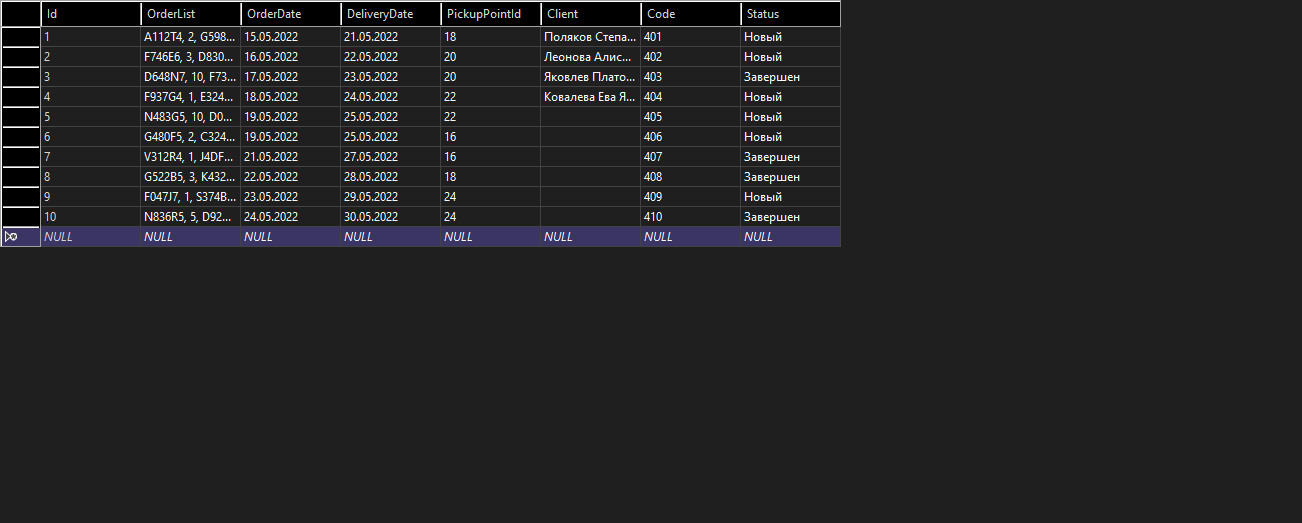 Id OrderList OrderDate DeliveryDate PickupPointId Client Code Status
1 A112T4, 2, G598... 15.05.2022 21.05.2022 18 Поляков Степа... 401 Новый
2 F746E6, 3, D830... 16.05.2022 22.05.2022 20 Леонова Алис... 402 Новый
3 D648N7, 10, F73... 17.05.2022 23.05.2022 20 Яковлев Плато... 403 Завершен
4 F937G4, 1, E324... 18.05.2022 24.05.2022 22 Ковалева Ева Я... 404 Новый
5 N483G5, 10, D0... 19.05.2022 25.05.2022 22 405 Новый
6 G480F5, 2, C324... 19.05.2022 25.05.2022 16 406 Новый
7 V312R4, 1, J4DF... 21.05.2022 27.05.2022 16 407 Завершен
8 G522B5, 3, K432... 22.05.2022 28.05.2022 18 408 Завершен
9 F047J7, 1, S374B... 23.05.2022 29.05.2022 24 409 Новый
10 N836R5, 5, D92... 24.05.2022 30.05.2022 24 410 Завершен
NULL NULL NULL NULL NULL NULL NULL NULL